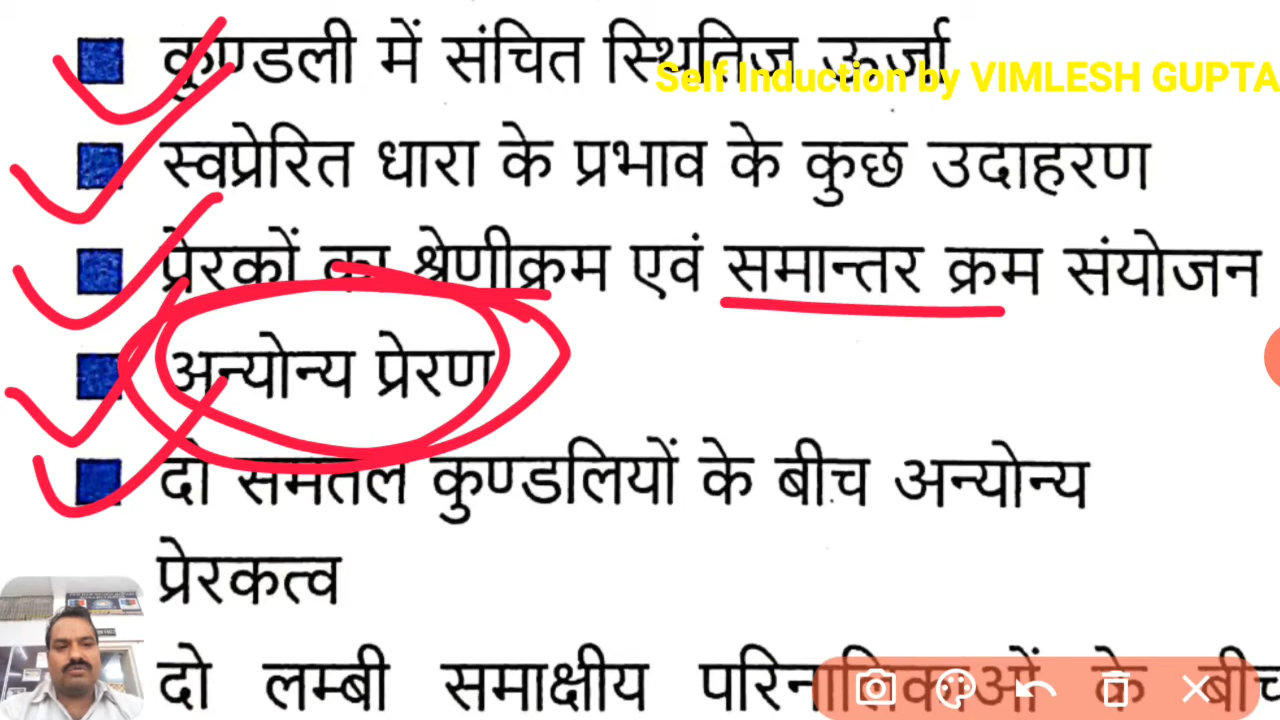 कुण्डली में संचित स्थितिज ऊर्जा
Self Induction by VIMLESH GUPTA
स्वप्रेरित धारा के प्रभाव के कुछ उदाहरण
प्रेरकों का श्रेणीक्रम एवं समान्तर क्रम संयोजन
अन्योन्य प्रेरण
दो समतल कुण्डलियों के बीच अन्योन्य
प्रेरकत्व
दो लम्बी समाक्षीय परिनालिकाओं के बीच